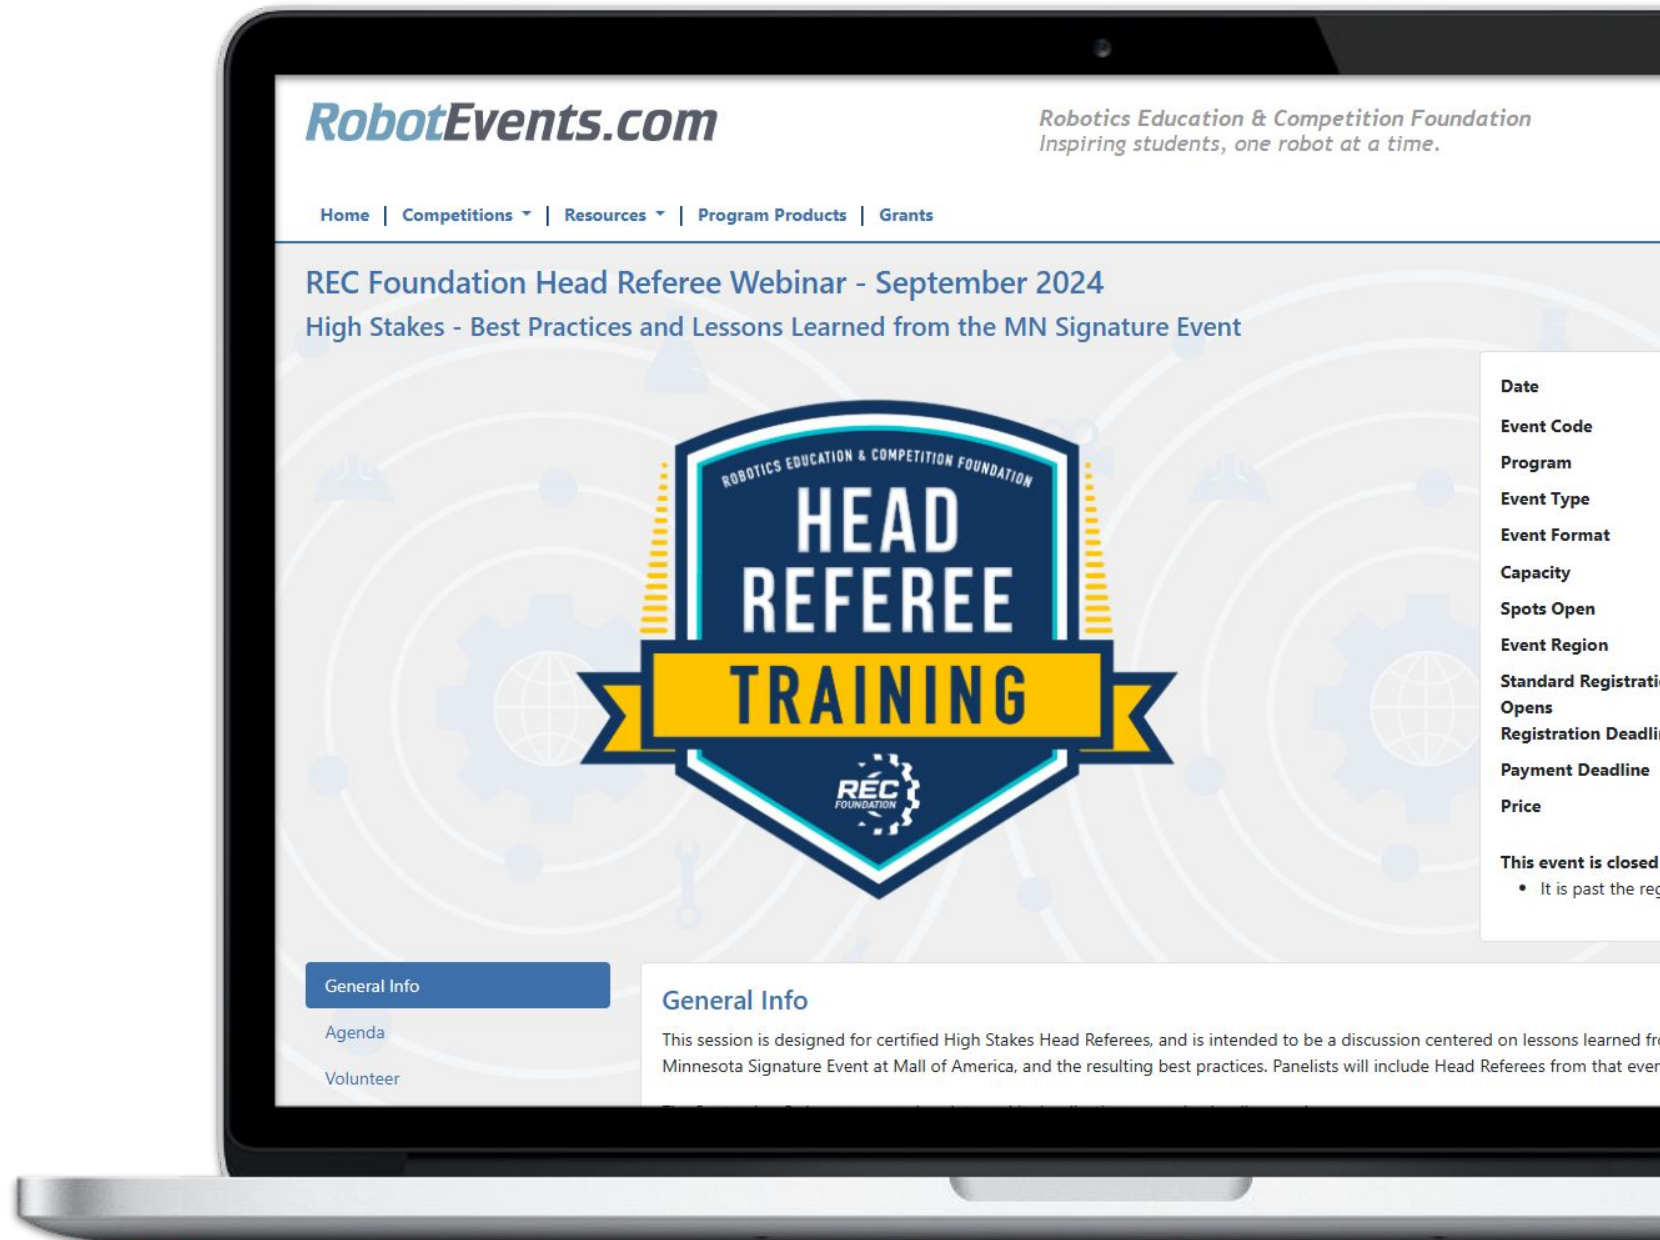 RobotEvents.com
Robotics Education & Competition Foundation
Inspiring students, one robot at a time.
Home | Competitions | Resources | Program Products | Grants
REC Foundation Head Referee Webinar - September 2024
High Stakes - Best Practices and Lessons Learned from the MN Signature Event
ROBOTICS EDUCATION & COMPETITION FOUNDATION
HEAD
REFEREE
TRAINING
REC
FOUNDATION
Date
Event Code
Program
Event Type
Event Format
Capacity
Spots Open
Event Region
Standard Registrati
Opens
Registration Deadli
Payment Deadline
Price
This event is closed
• It is past the reg
General Info
Agenda
Volunteer
General Info
This session is designed for certified High Stakes Head Referees, and is intended to be a discussion centered on lessons learned fr
Minnesota Signature Event at Mall of America, and the resulting best practices. Panelists will include Head Referees from that even